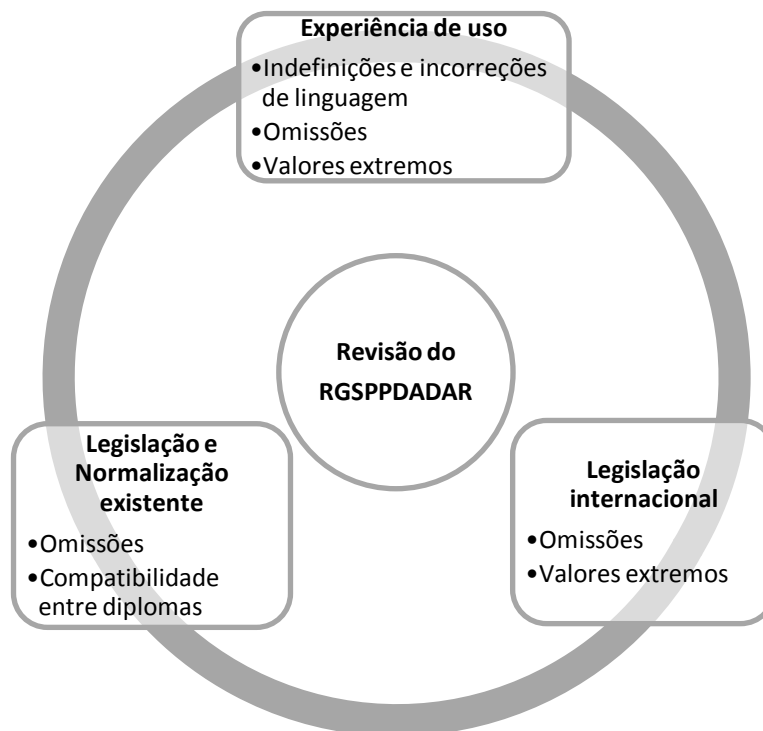 Experiência de uso
•Indefinições e incorreções
de linguagem
•Omissões
•Valores extremos
Revisão do
RGSPPDADAR
Legislação e
Normalização
existente
•Omissões
•Compatibilidade
entre diplomas
Legislação
internacional
•Omissões
•Valores extremos